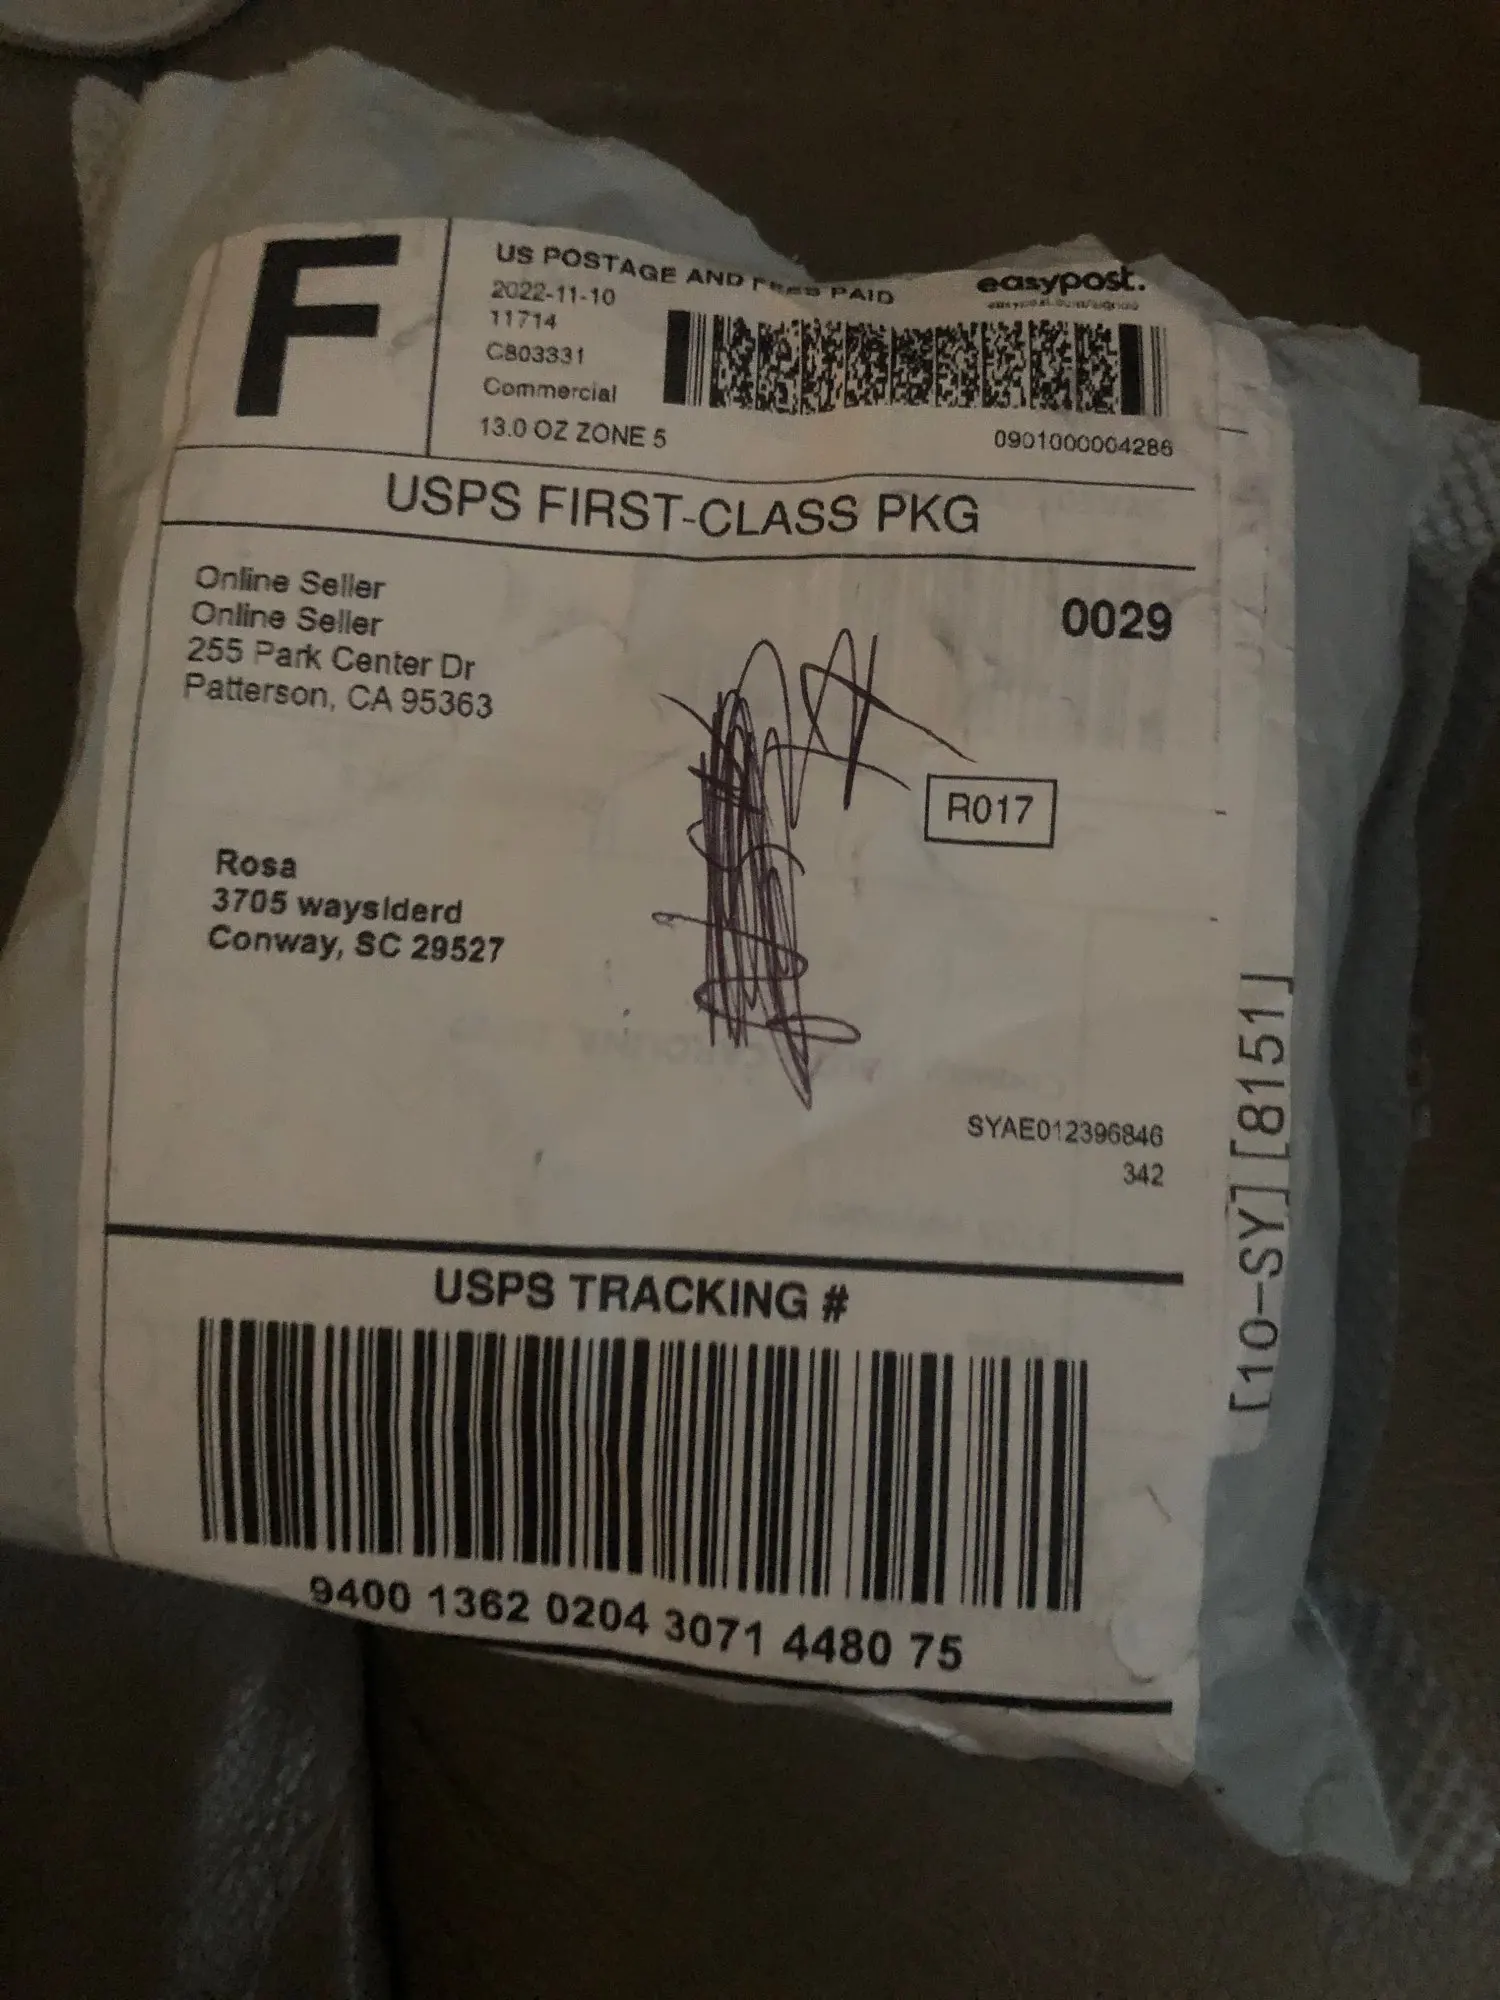 F
US POSTAGE AND FEES PAID
2022-11-10
11714
C803331
Commercial
13.0 OZ ZONE 5
easypost.
0901000004286
USPS FIRST-CLASS PKG
Online Seller
Online Seller
255 Park Center Dr
Patterson, CA 95363
0029
R017
Rosa
3705 waysiderd
Conway, SC 29527
SYAE012396846
342
[10-SY] [8151]
USPS TRACKING #
9400 1362 0204 3071 4480 75